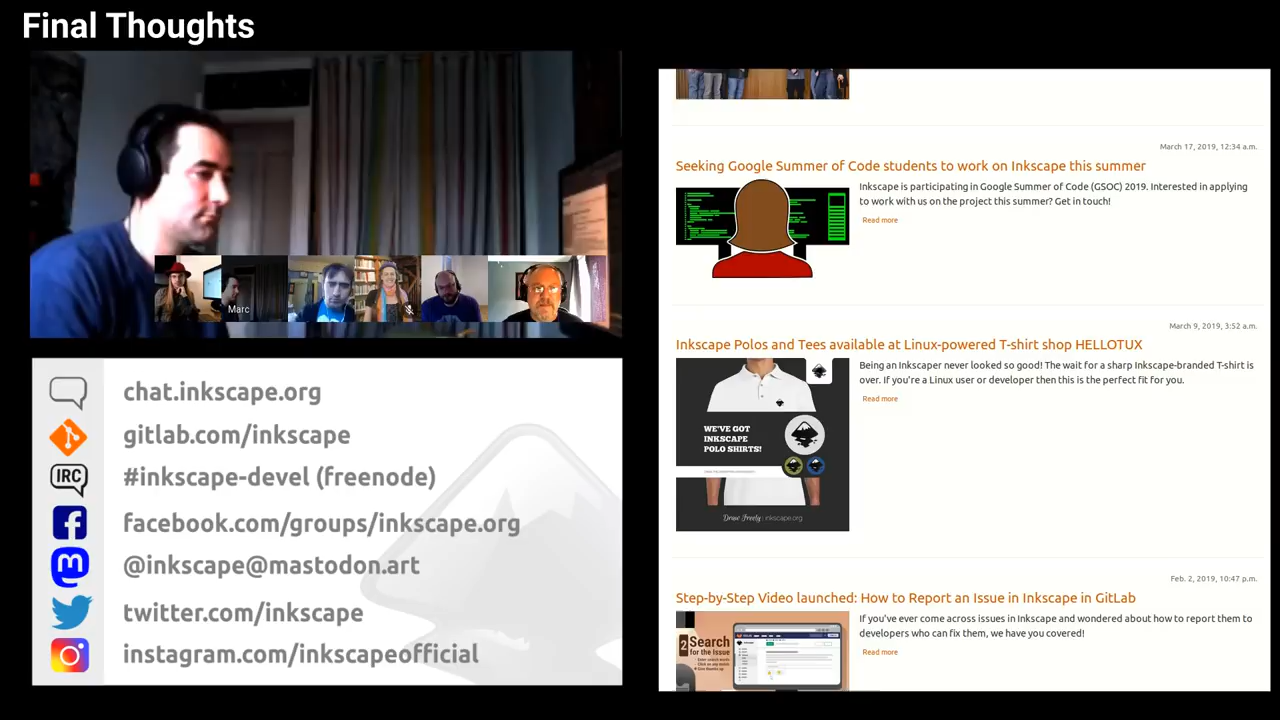 Final Thoughts
Marc
chat.inkscape.org
gitlab.com/inkscape
IRC
#inkscape-devel (freenode)
facebook.com/groups/inkscape.org
@inkscape@mastodon.art
twitter.com/inkscape
instagram.com/inkscapeofficial
March 17, 2019, 12:34 a.m.
Seeking Google Summer of Code students to work on Inkscape this summer
Inkscape is participating in Google Summer of Code (GSOC) 2019. Interested in applying
to work with us on the project this summer? Get in touch!
Read more
March 9, 2019, 3:52 a.m.
Inkscape Polos and Tees available at Linux-powered T-shirt shop HELLOTUX
Being an Inkscaper never looked so good! The wait for a sharp Inkscape-branded T-shirt is
over. If you're a Linux user or developer then this is the perfect fit for you.
Read more
WE'VE GOT
INKSCAPE
POLO SHIRTS!
Draw Freely | inkscape.org
Feb. 2, 2019, 10:47 p.m.
Step-by-Step Video launched: How to Report an Issue in Inkscape in GitLab
If you've ever come across issues in Inkscape and wondered about how to report them to
developers who can fix them, we have you covered!
Read more
2 Search
for the Issue